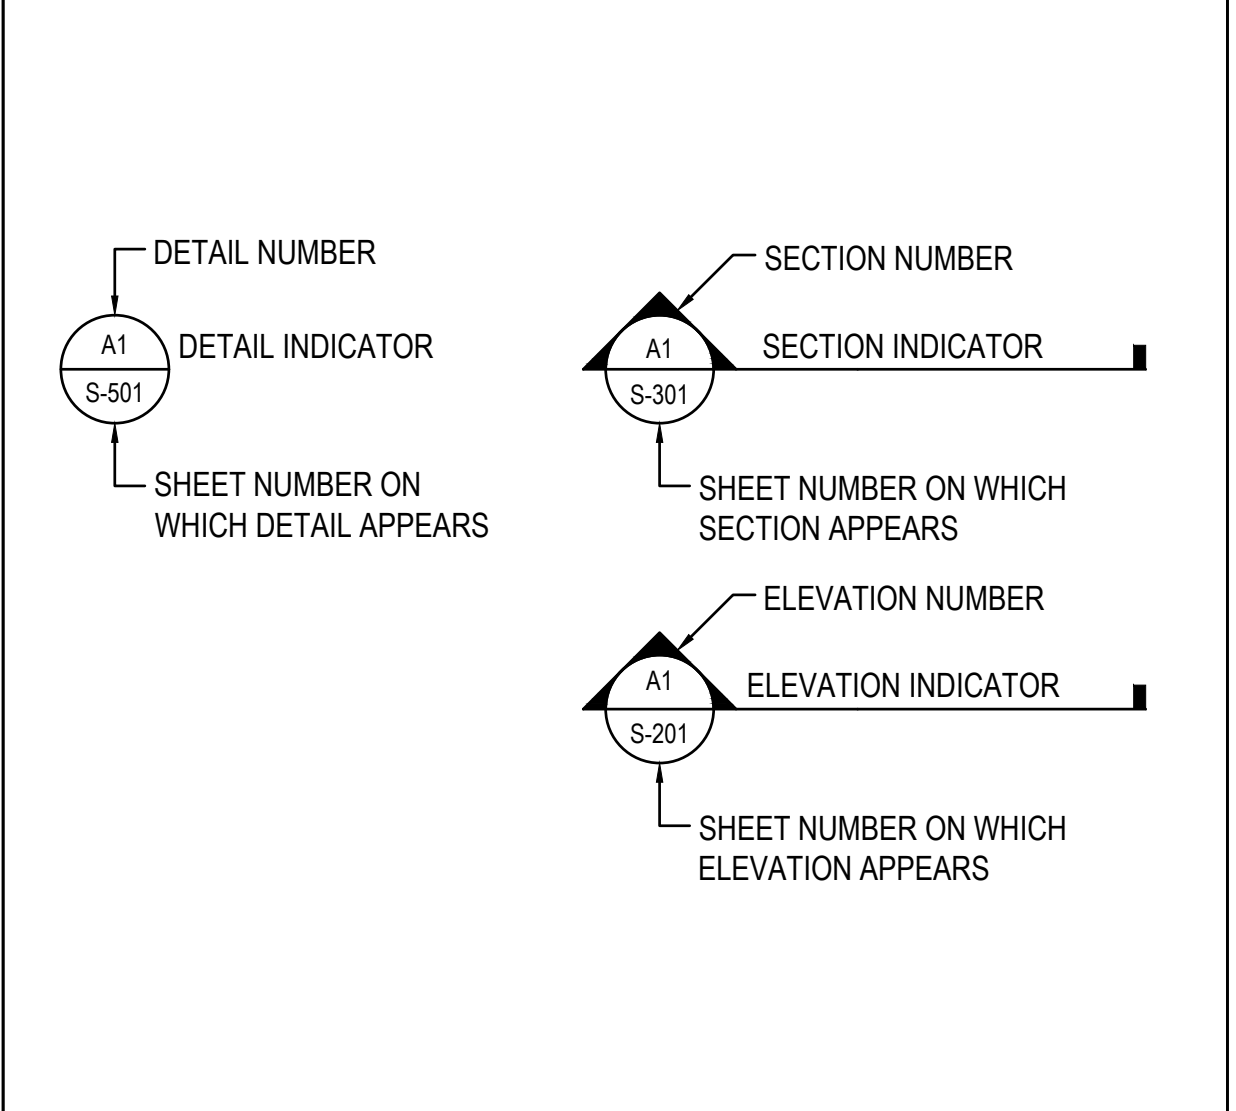 DETAIL NUMBER
A1
DETAIL INDICATOR
S-501
SHEET NUMBER ON
WHICH DETAIL APPEARS
SECTION NUMBER
A1
SECTION INDICATOR
S-301
SHEET NUMBER ON WHICH
SECTION APPEARS
ELEVATION NUMBER
A1
ELEVATION INDICATOR
S-201
SHEET NUMBER ON WHICH
ELEVATION APPEARS